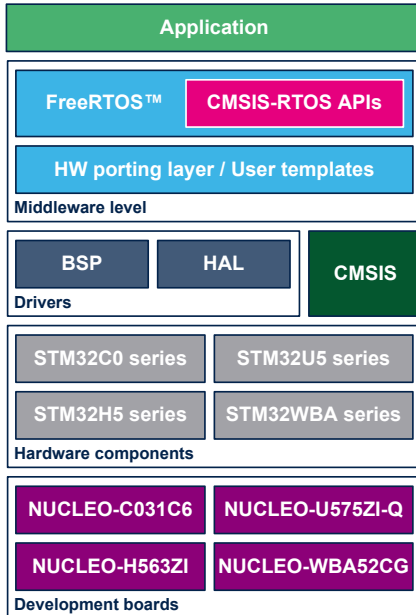 Application
FreeRTOS™ CMSIS-RTOS APIs
HW porting layer / User templates
Middleware level
BSP HAL CMSIS
Drivers
STM32C0 series STM32U5 series
STM32H5 series STM32WBA series
Hardware components
NUCLEO-C031C6 NUCLEO-U575ZI-Q
NUCLEO-H563ZI NUCLEO-WBA52CG
Development boards